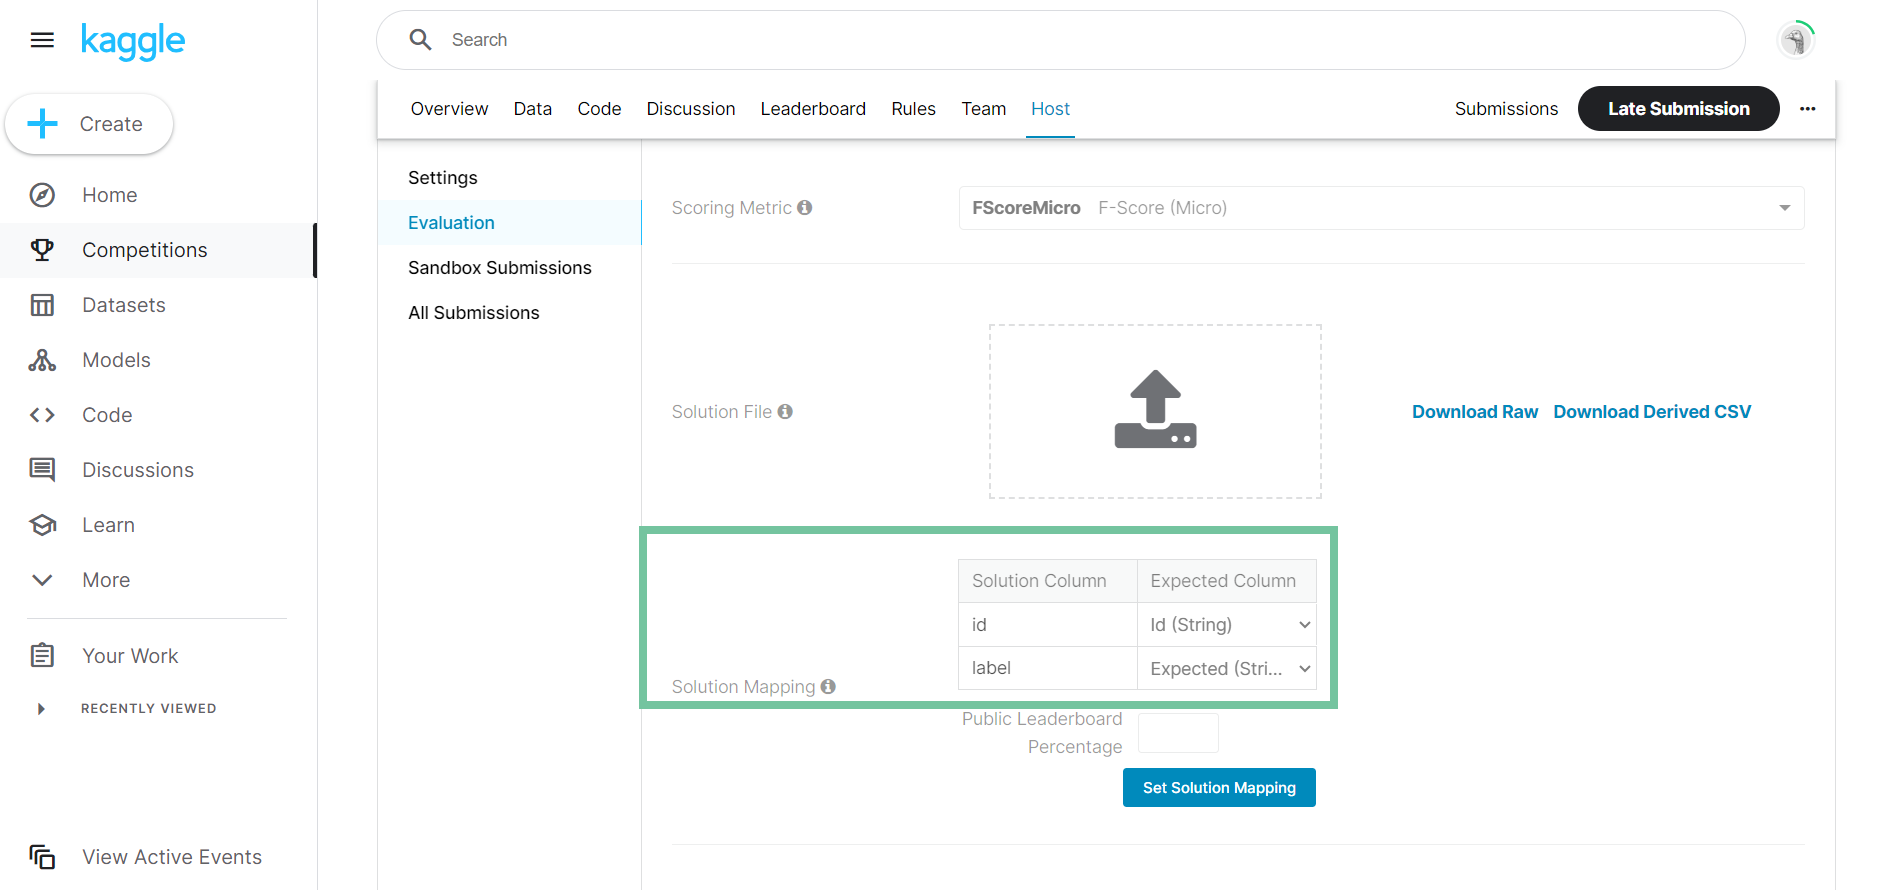 kaggle
Search
Create
Home
Competitions
Datasets
Models
Code
Discussions
Learn
More
Your Work
RECENTLY VIEWED
View Active Events
Overview Data Code Discussion Leaderboard Rules Team Host Submissions Late Submission
Settings
Evaluation
Sandbox Submissions
All Submissions
Scoring Metric FScoreMicro F-Score (Micro)
Solution File Download Raw Download Derived CSV
Solution Column Expected Column
id Id (String)
label Expected (Stri...
Solution Mapping
Public Leaderboard
Percentage
Set Solution Mapping